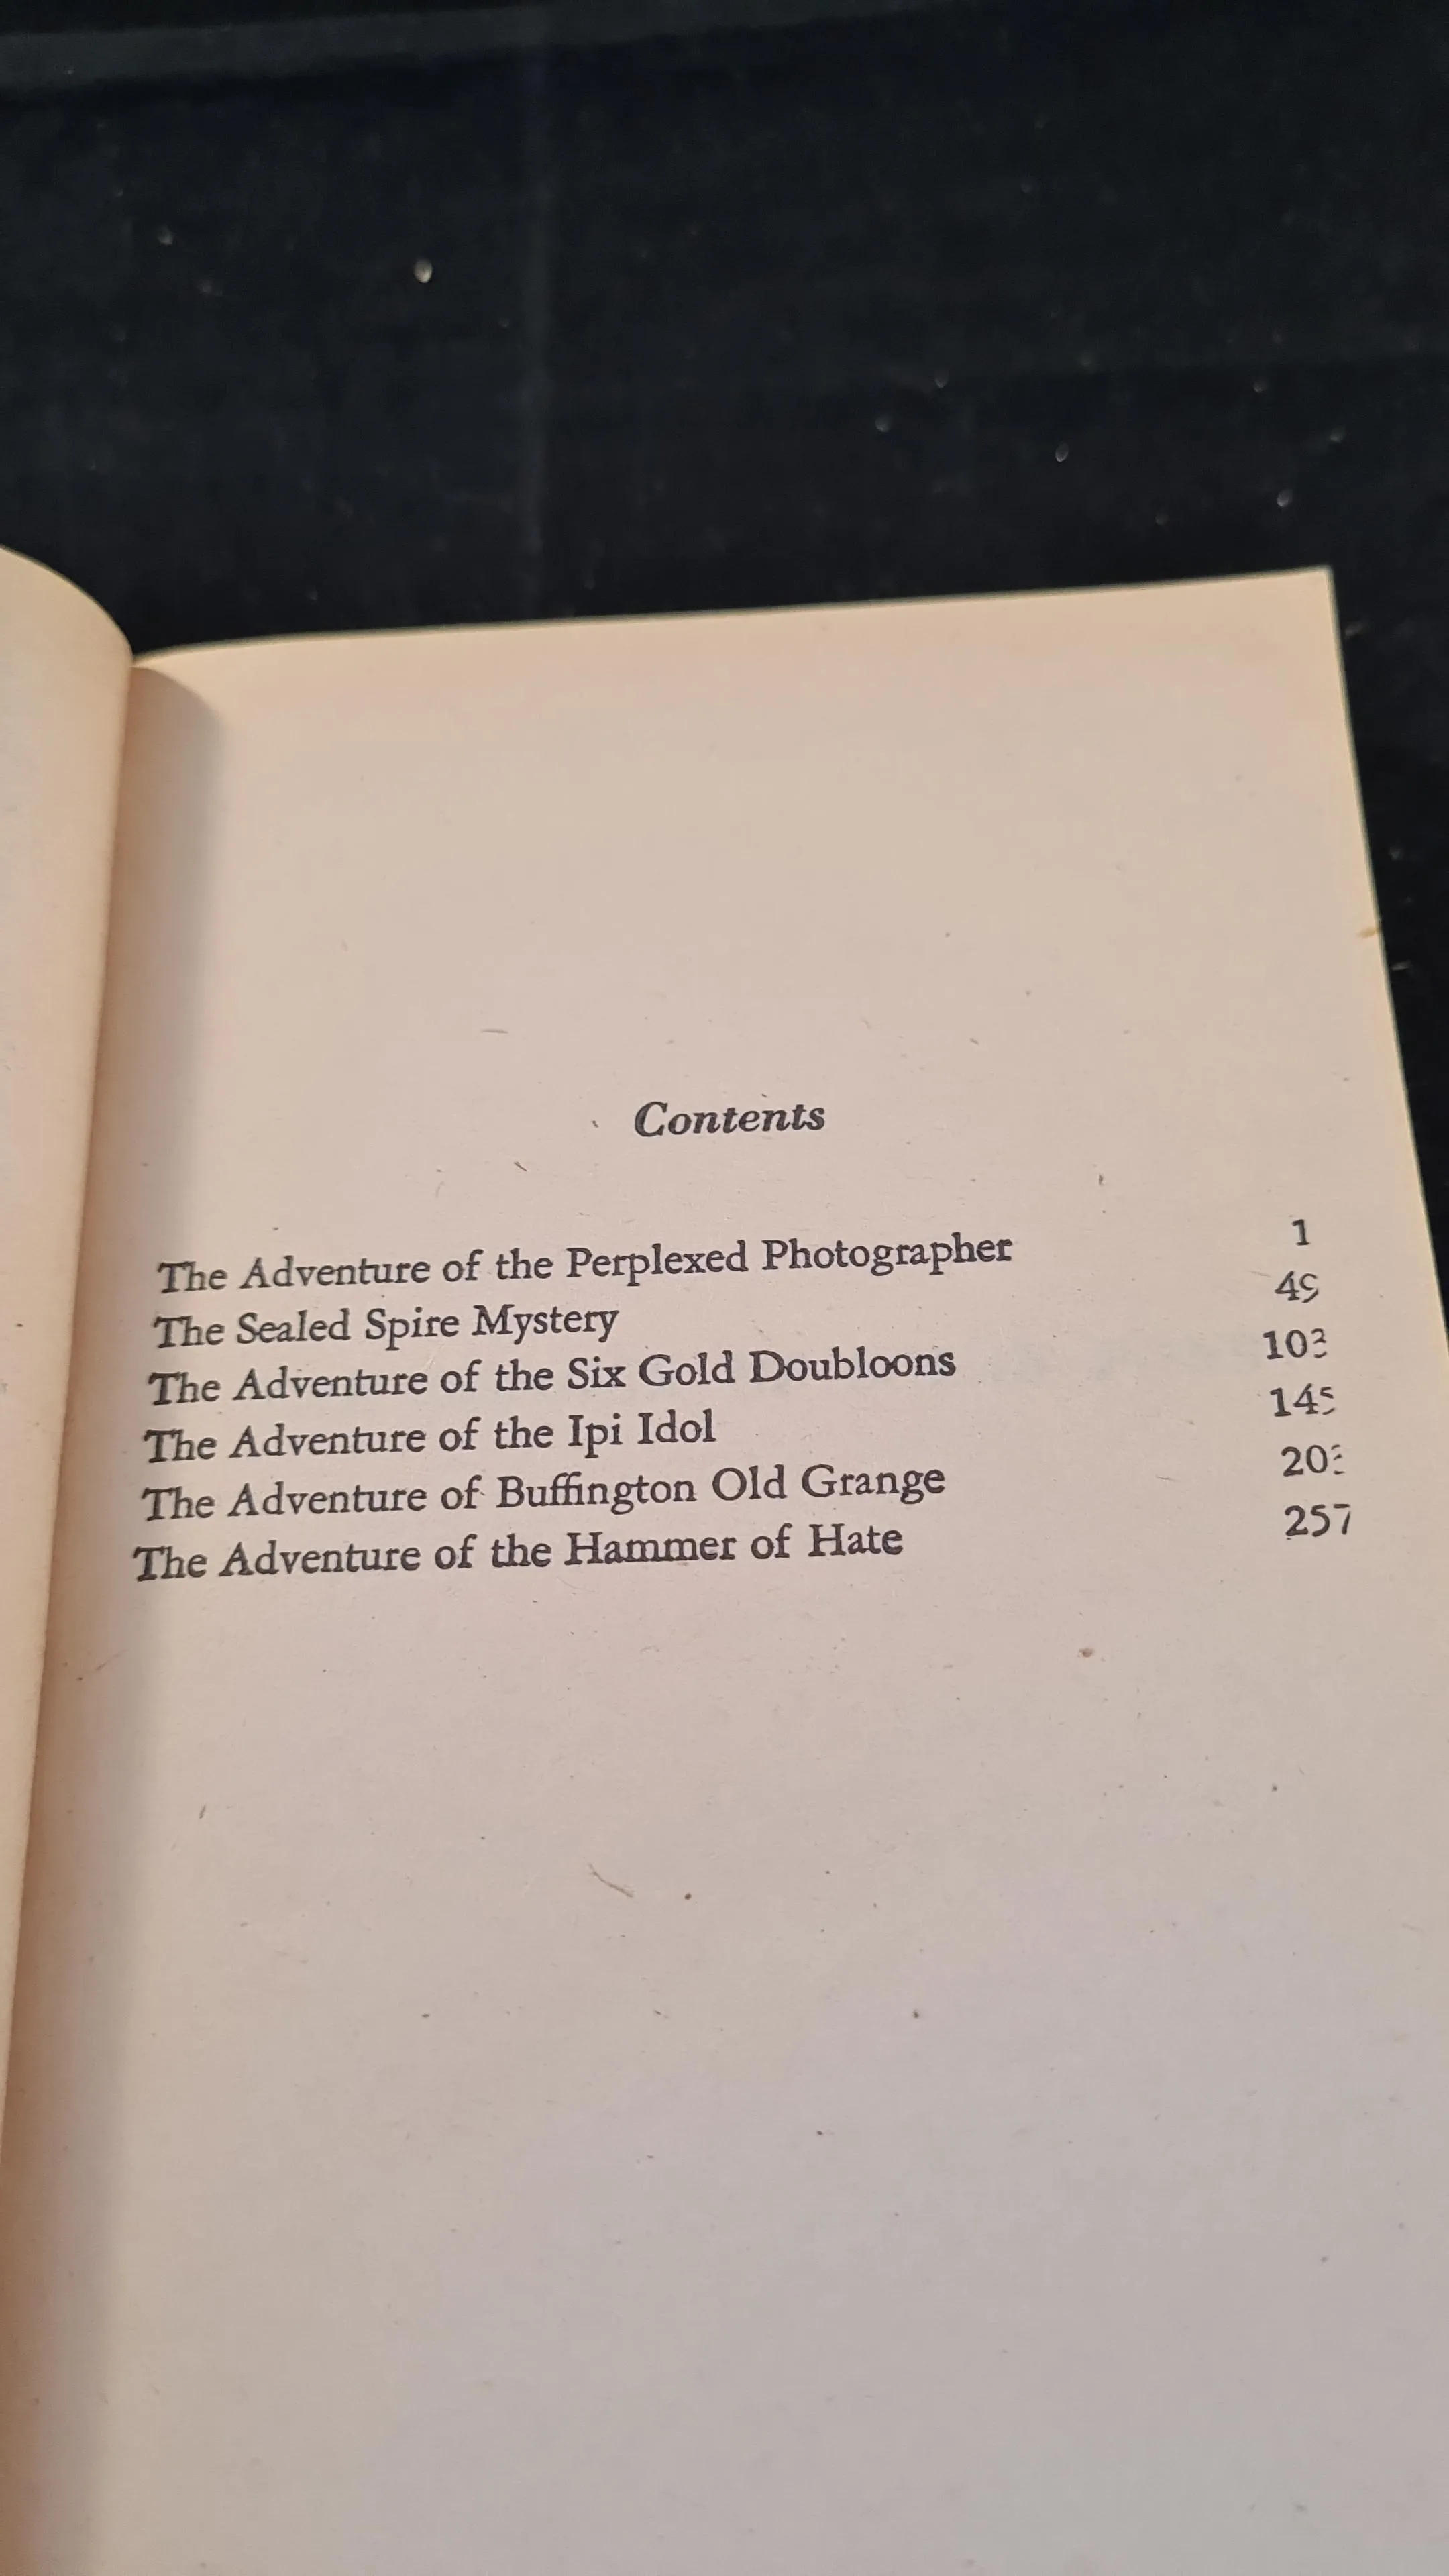 Contents
The Adventure of the Perplexed Photographer 1
The Sealed Spire Mystery 49
The Adventure of the Six Gold Doubloons 103
The Adventure of the Ipi Idol 145
The Adventure of Buffington Old Grange
The Adventure of the Hammer of Hate 257